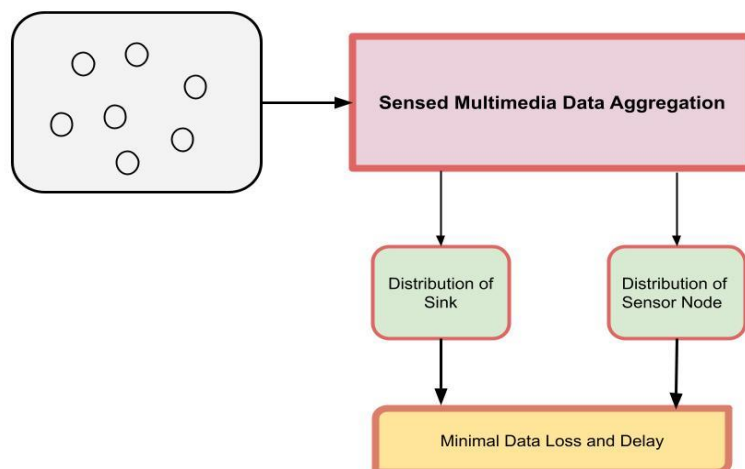 Sensed Multimedia Data Aggregation
Distribution of
Sink
Distribution of
Sensor Node
Minimal Data Loss and Delay